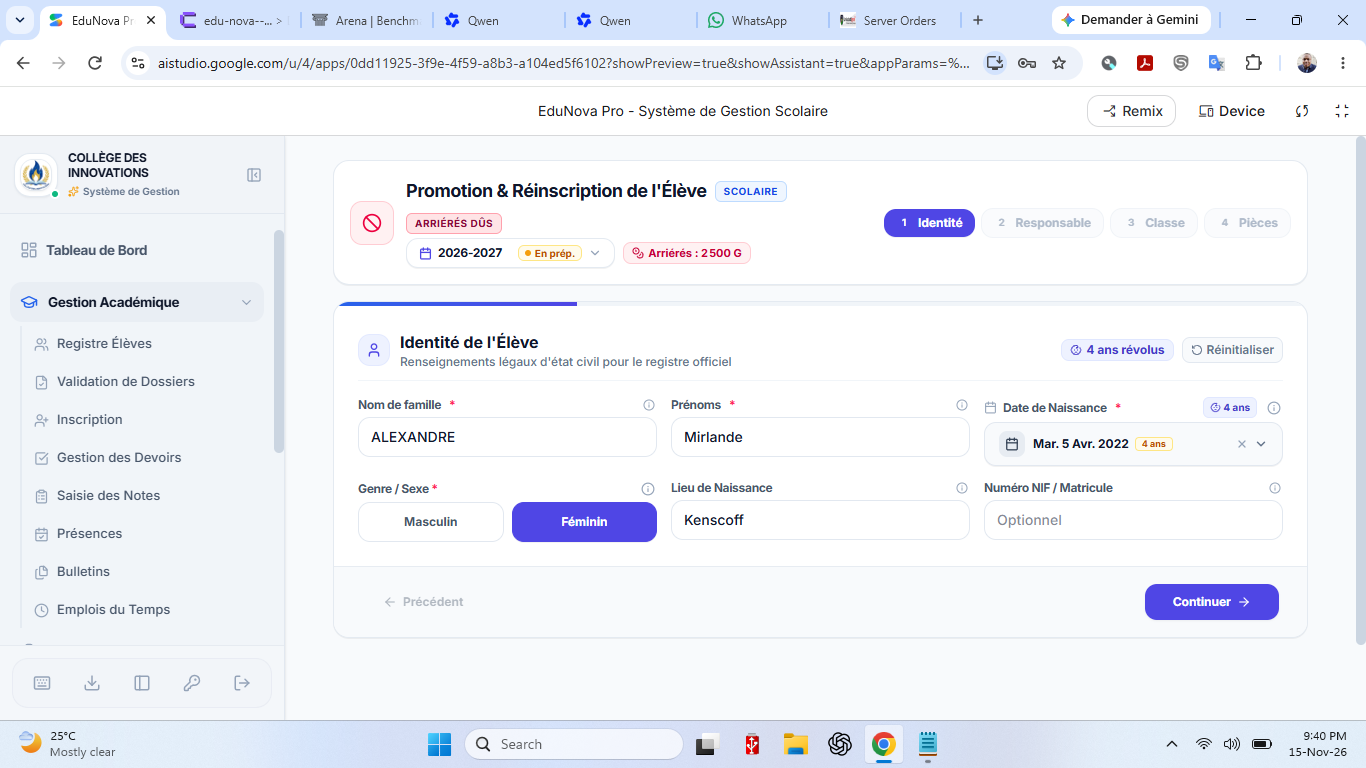 EduNova Pr
edu-nova--... >
Arena | Benchm
Qwen
Qwen
WhatsApp
Server Orders
Demander à Gemini
aistudio.google.com/u/4/apps/0dd11925-3f9e-4f59-a8b3-a104ed5f6102?showPreview=true&showAssistant=true&appParams=%...
EduNova Pro - Système de Gestion Scolaire
Remix
Device
COLLÈGE DES
INNOVATIONS
Système de Gestion
Tableau de Bord
Gestion Académique
Registre Élèves
Validation de Dossiers
Inscription
Gestion des Devoirs
Saisie des Notes
Présences
Bulletins
Emplois du Temps
Promotion & Réinscription de l'Élève
SCOLAIRE
ARRIÉRÉS DÛS
2026-2027
En prép.
Arriérés : 2 500 G
1 Identité
2 Responsable
3 Classe
4 Pièces
Identité de l'Élève
Renseignements légaux d'état civil pour le registre officiel
4 ans révolus
Réinitialiser
Nom de famille *
ALEXANDRE
Prénoms *
Mirlande
Date de Naissance *
4 ans
Mar. 5 Avr. 2022
4 ans
Genre / Sexe *
Masculin
Féminin
Lieu de Naissance
Kenscoff
Numéro NIF / Matricule
Optionnel
Précédent
Continuer
25°C
Mostly clear
Search
9:40 PM
15-Nov-26